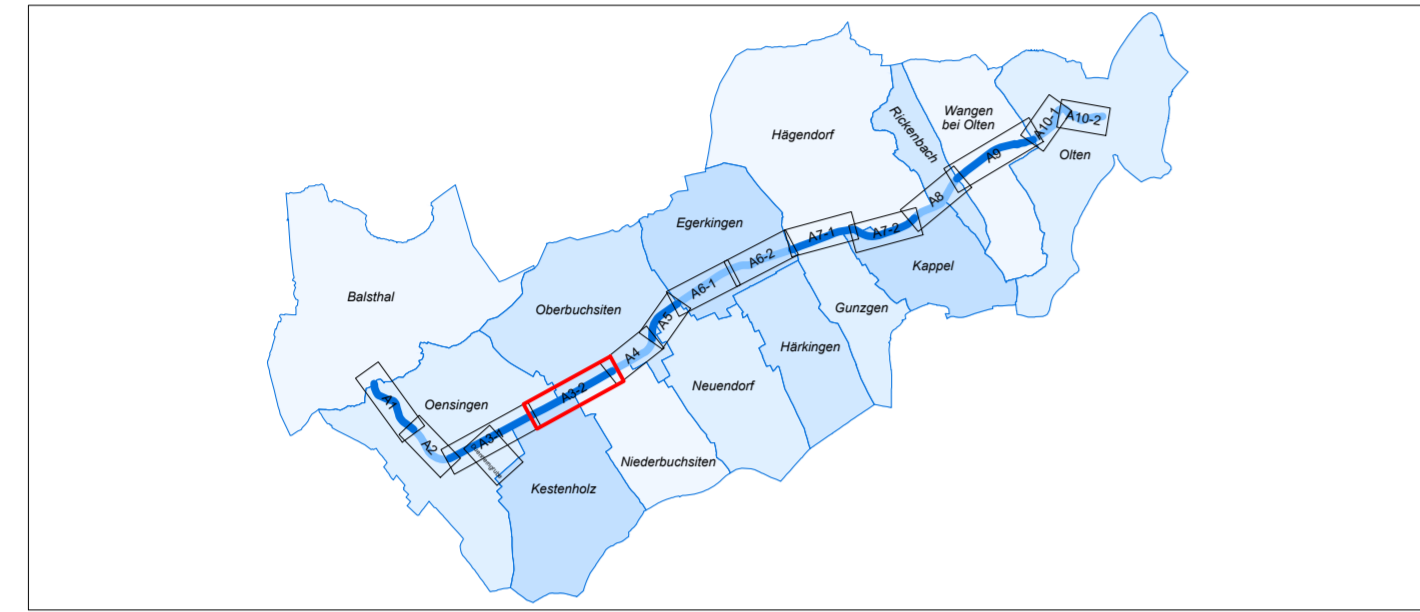 Hägendorf
Rickenbach
Wangen
bei Olten
A10-1
A10-2
Olten
A9
A8
Egerkingen
A7-1
A7-2
A6-2
A6-1
Kappel
Balsthal
Oberbuchsiten
A5
Gunzgen
Härkingen
A4
Neuendorf
A3-2
A1
Oensingen
A2
A3-1
Niederbuchsiten
Kestenholz